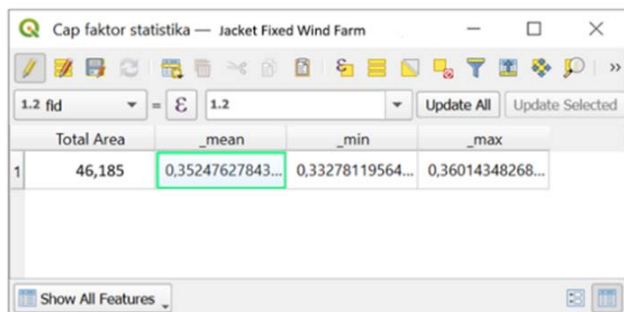 Cap faktor statistika — Jacket Fixed Wind Farm
1.2 fid = ε 1.2 Update All Update Selected
Total Area _mean _min _max
1 46,185 0,35247627843... 0,33278119564... 0,36014348268...
Show All Features